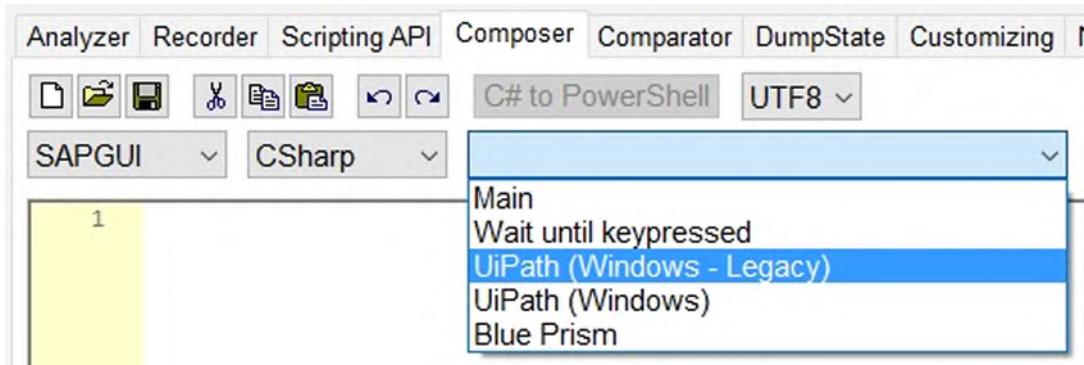 Analyzer Recorder Scripting API Composer Comparator DumpState Customizing
C# to PowerShell UTF8
SAPGUI CSharp
1
Main
Wait until keypressed
UiPath (Windows - Legacy)
UiPath (Windows)
Blue Prism